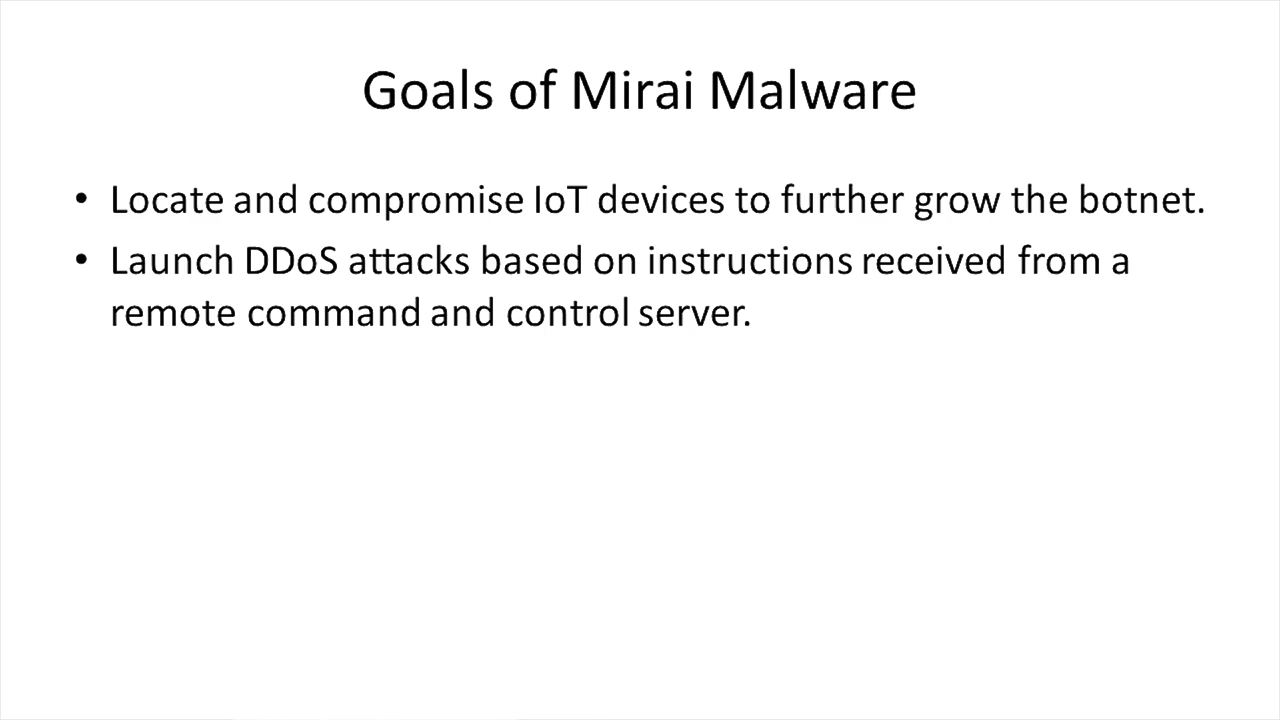 Goals of Mirai Malware
• Locate and compromise IoT devices to further grow the botnet.
• Launch DDoS attacks based on instructions received from a
remote command and control server.